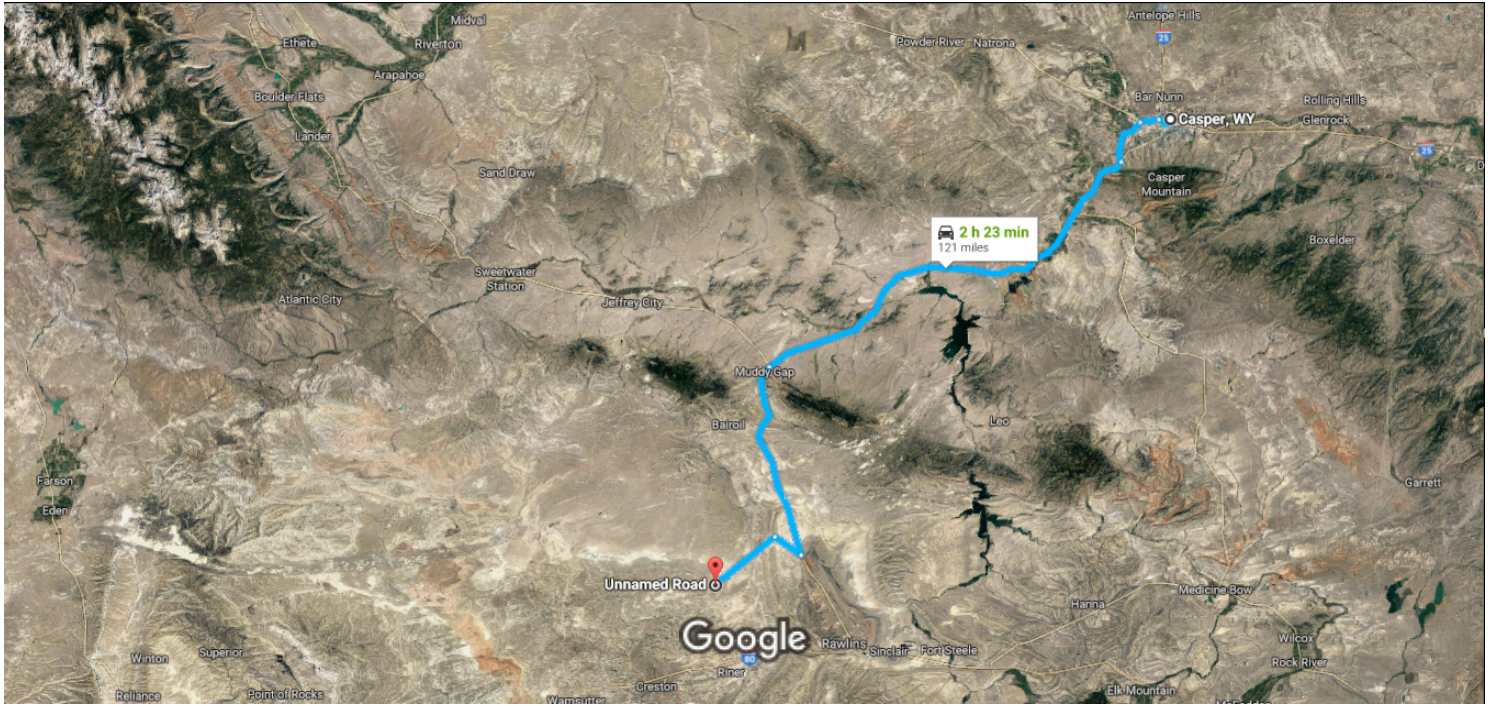 Midval
Antelope Hills
Ethete
Riverton
25
Powder River
Natrona
Arapahoe
Boulder Flats
Bar Nunn
Rolling Hills
Casper, WY
Glenrock
Lander
25
Sand Draw
Casper
Mountain
2 h 23 min
121 miles
Boxelder
Sweetwater
Station
Atlantic City
Jeffrey City
Muddy Gap
Bairoil
Leo
Farson
Garrett
Eden
Unnamed Road
Medicine Bow
Hanna
Google
Rawlins
Sinclair
Fort Steele
Wilcox
Winton
Superior
80
Riner
Rock River
Creston
Reliance
Point of Rocks
Elk Mountain
Wamsutter